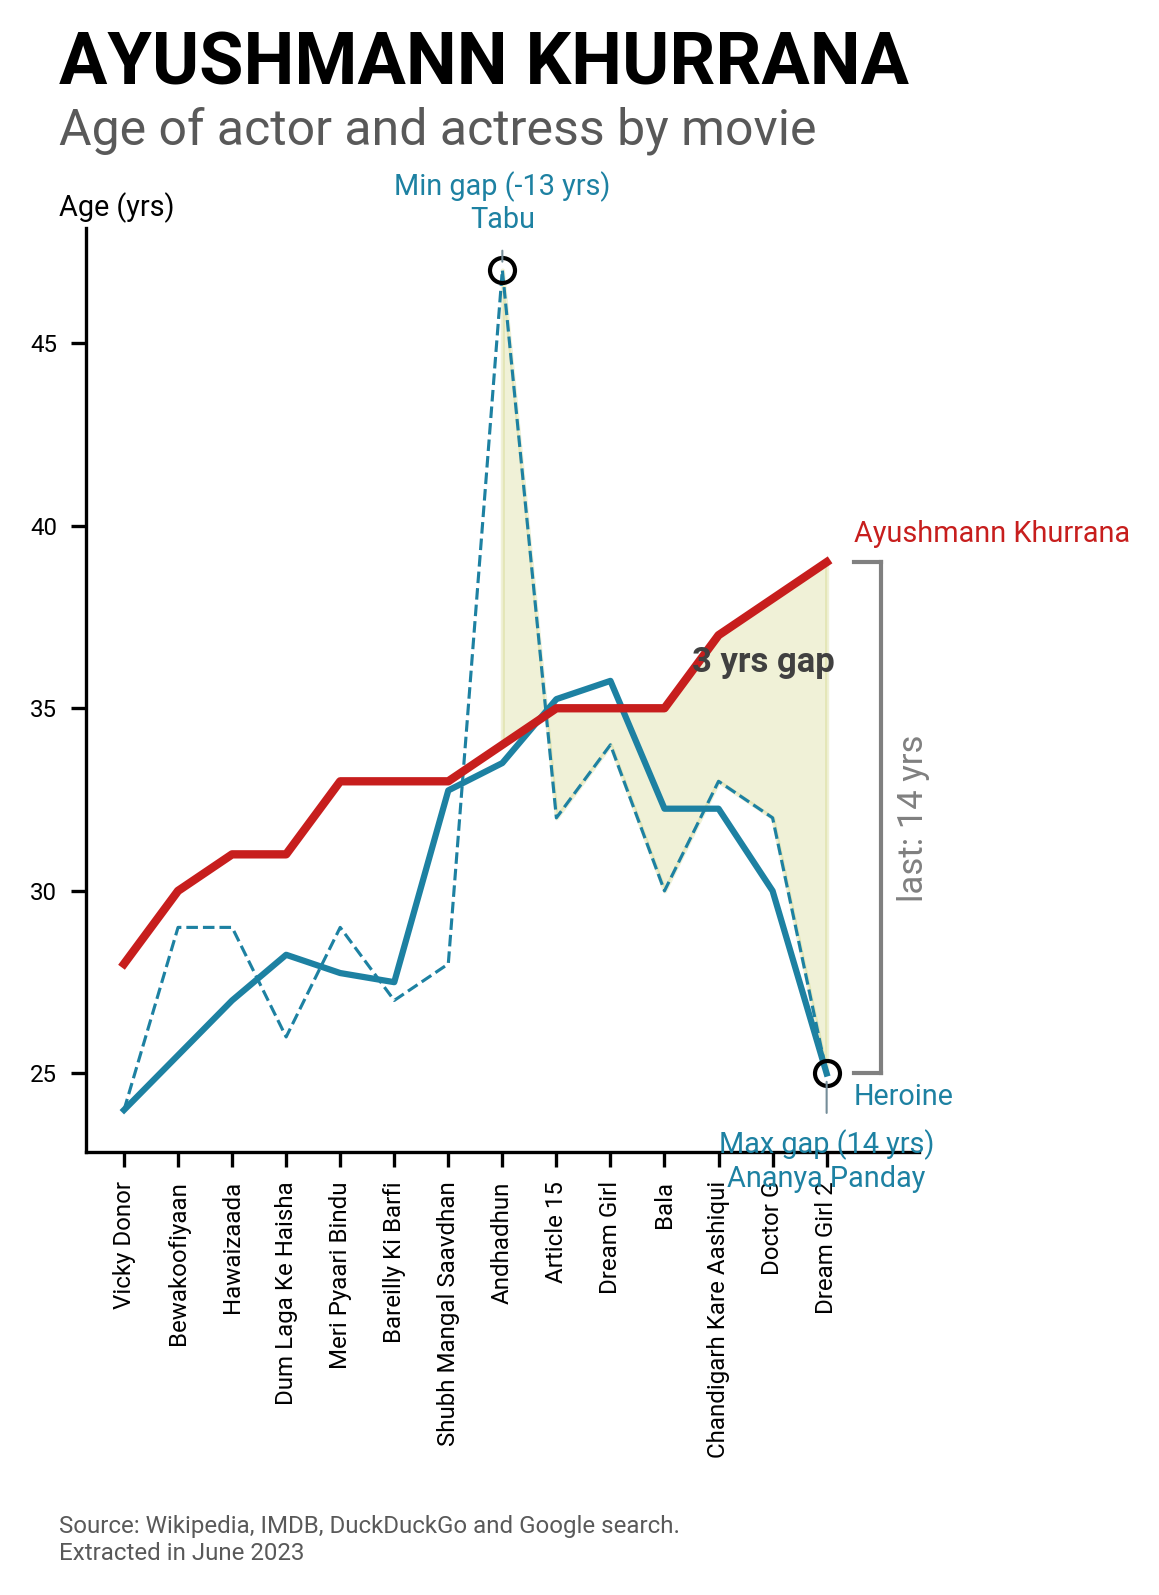 AYUSHMANN KHURRANA
Age of actor and actress by movie
Min gap (-13 yrs)
Tabu
Age (yrs)
45
40
35
30
25
Ayushmann Khurrana
3 yrs gap
last: 14 yrs
Heroine
Max gap (14 yrs)
Ananya Panday
Vicky Donor
Bewakoofiyaan
Hawaizaada
Dum Laga Ke Haisha
Meri Pyaari Bindu
Bareilly Ki Barfi
Shubh Mangal Saavdhan
Andhadhun
Article 15
Dream Girl
Bala
Chandigarh Kare Aashiqui
Doctor G
Dream Girl 2
Source: Wikipedia, IMDB, DuckDuckGo and Google search.
Extracted in June 2023